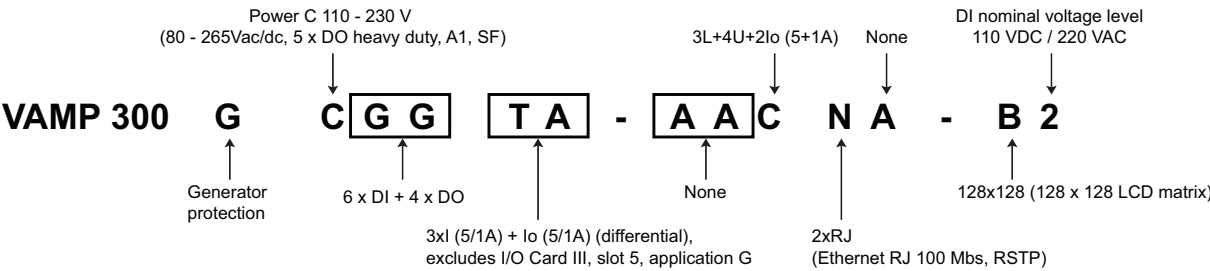 Power C 110 - 230 V
(80 - 265Vac/dc, 5 x DO heavy duty, A1, SF)
3L+4U+2Io (5+1A)
None
DI nominal voltage level
110 VDC / 220 VAC
VAMP 300 G C G G T A - A A C N A - B 2
Generator
protection
6 x DI + 4 x DO
3xI (5/1A) + Io (5/1A) (differential),
excludes I/O Card III, slot 5, application G
None
2xRJ
(Ethernet RJ 100 Mbs, RSTP)
128x128 (128 x 128 LCD matrix)